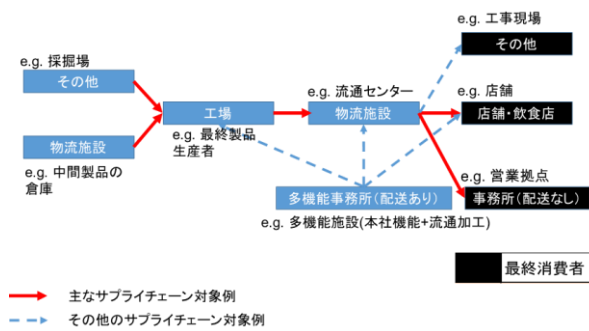 e.g. 工事現場
その他
e.g. 採掘場
その他
e.g. 流通センター
e.g. 店舗
工場
物流施設
店舗・飲食店
e.g. 最終製品
生産者
物流施設
e.g. 中間製品の
倉庫
e.g. 営業拠点
多機能事務所(配送あり)
事務所(配送なし)
e.g. 多機能施設(本社機能+流通加工)
最終消費者
主なサプライチェーン対象例
その他のサプライチェーン対象例